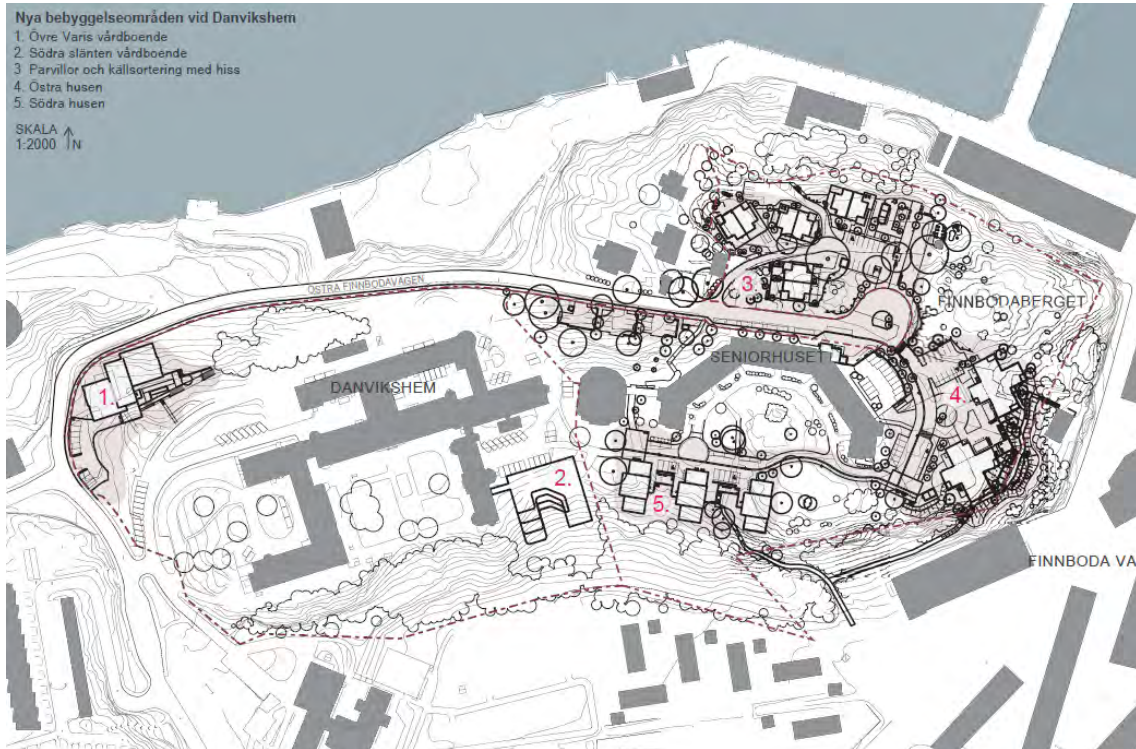 Nya bebyggelseområden vid Danvikshem
1. Övre Varis vårdboende
2. Södra slänten vårdboende
3 Parvillor och källsortering med hiss
4. Östra husen
5. Södra husen
SKALA
1:2000 N
ÖSTRA FINNBODAVÄGEN
3.
FINNBODABERGET
SENIORHUSET
DANVIKSHEM
1.
4.
2.
5.
FINNBODA VA